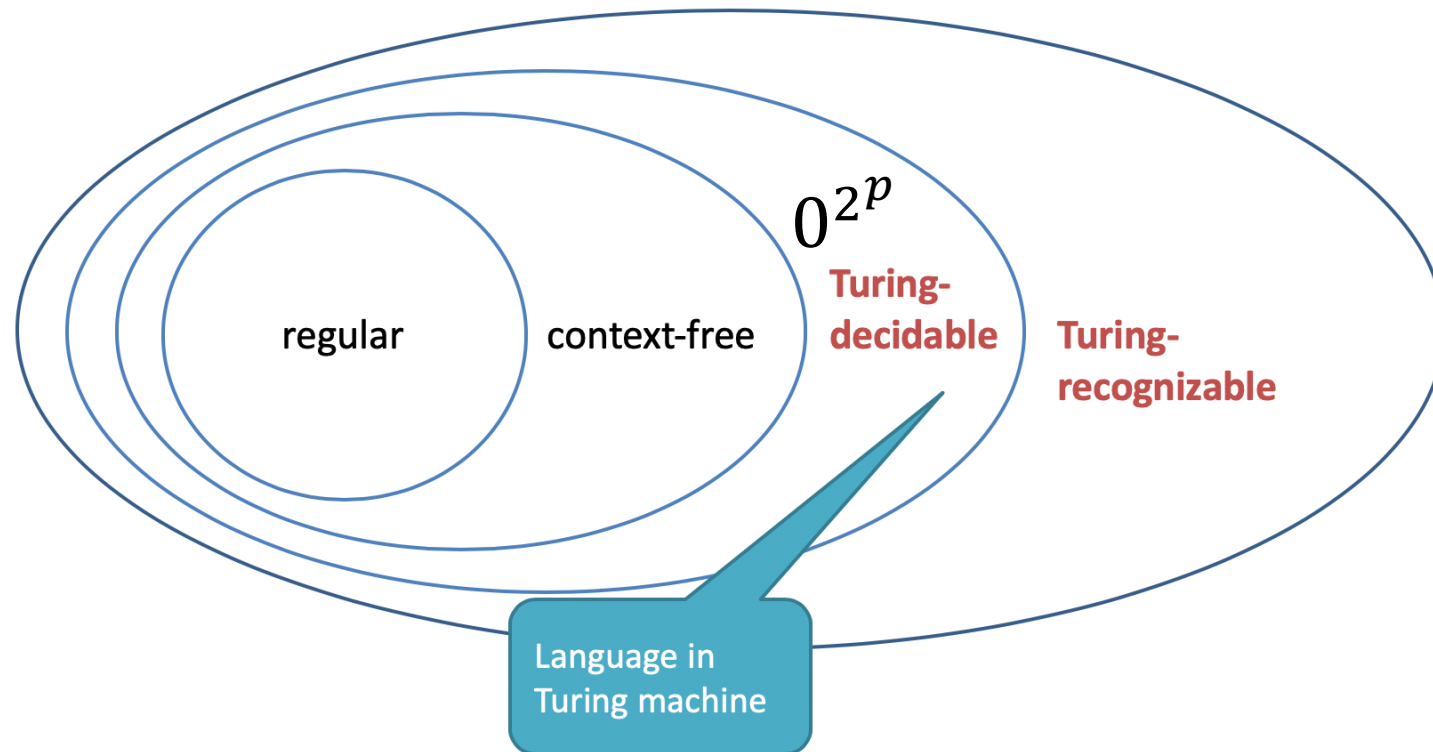 0^{2^p}
regular
context-free
Turing-
decidable
Turing-
recognizable
Language in
Turing machine